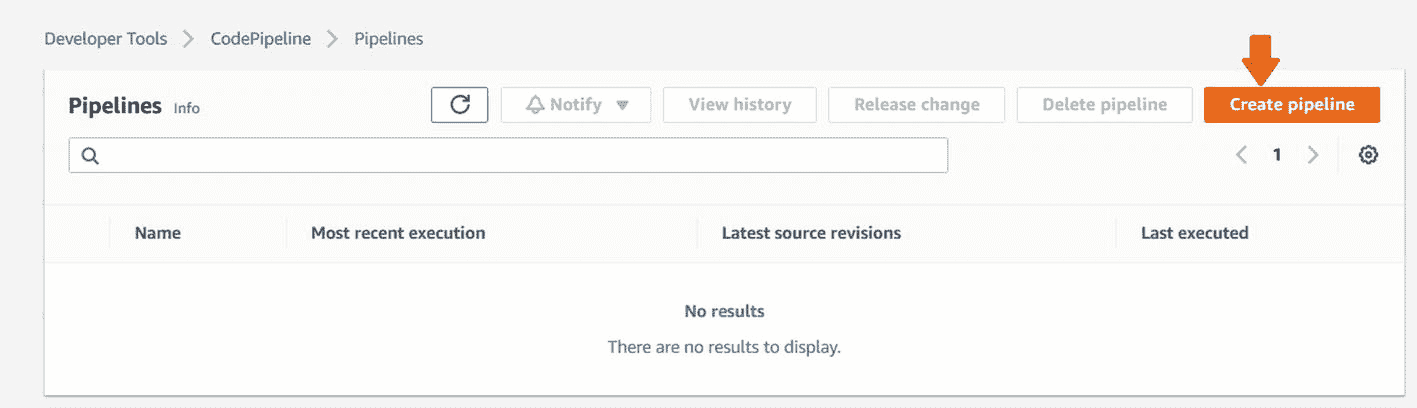 Developer Tools > CodePipeline > Pipelines
Pipelines Info
Notify
View history
Release change
Delete pipeline
Create pipeline
1
Name
Most recent execution
Latest source revisions
Last executed
No results
There are no results to display.